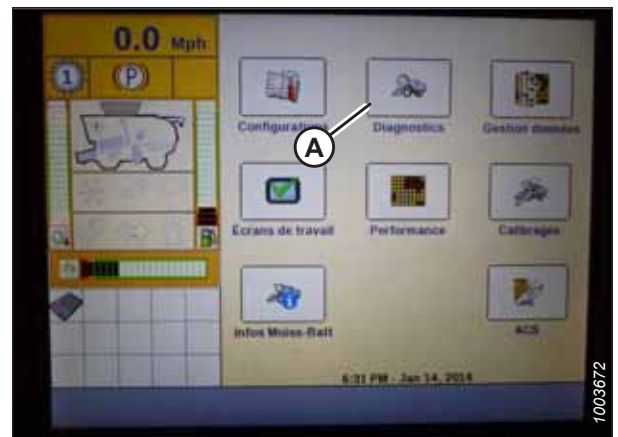 0.0 Mph
1 P
Configurations Diagnostics Gestion données
A
Ecrans de travail Performance Calibrages
Infos Moiss-Batt ACS
6:31 PM - Jan 14, 2014
1003672